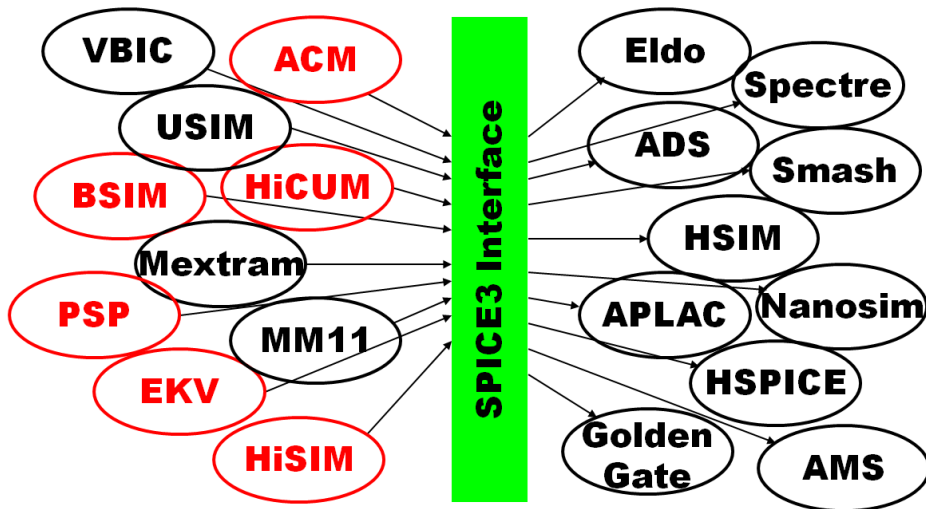 VBIC
ACM
USIM
BSIM
HiCUM
Mextram
PSP
MM11
EKV
HiSIM
SPICE3 Interface
Eldo
Spectre
ADS
Smash
HSIM
APLAC
Nanosim
HSPICE
Golden
Gate
AMS